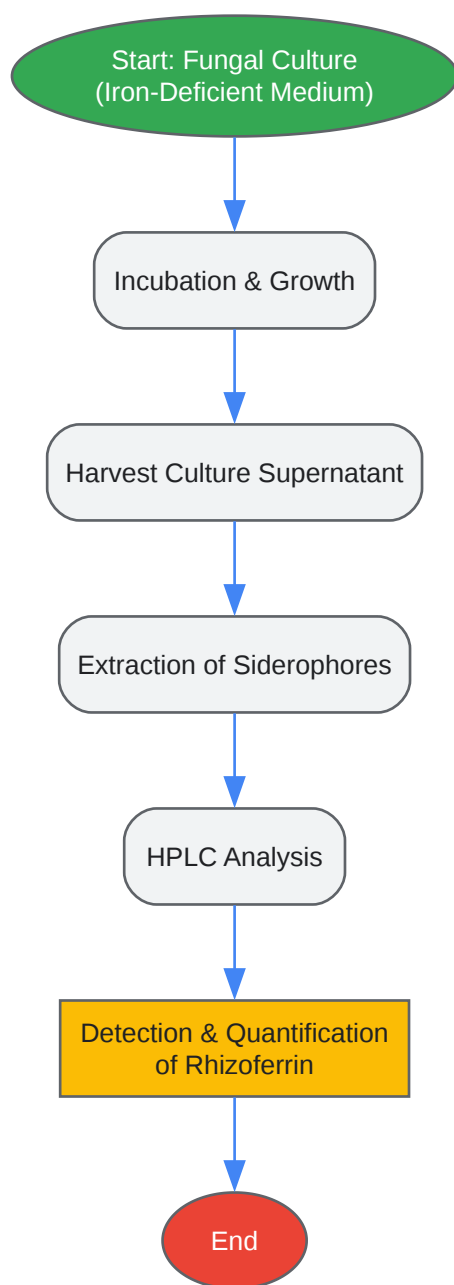 Start: Fungal Culture
(Iron-Deficient Medium)
Incubation & Growth
Harvest Culture Supernatant
Extraction of Siderophores
HPLC Analysis
Detection & Quantification
of Rhizoferrin
End